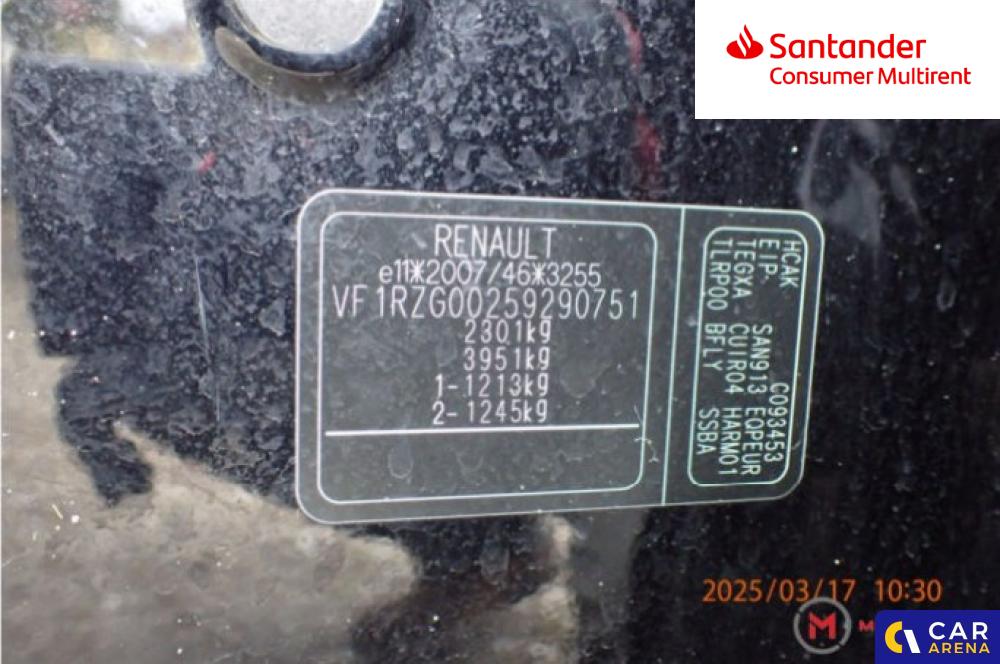 Santander
Consumer Multirent
RENAULT
e11*2007/46*3255
VF1RZG00259290751
2301kg
3951kg
1-1213kg
2-1245kg
HCAK C093453
EIP. SAN913 EQPEUR
TEGXA CUIR04 HARM01
TLRP00 BFLY SSBA
2025/03/17 10:30
M
CAR
ARENA